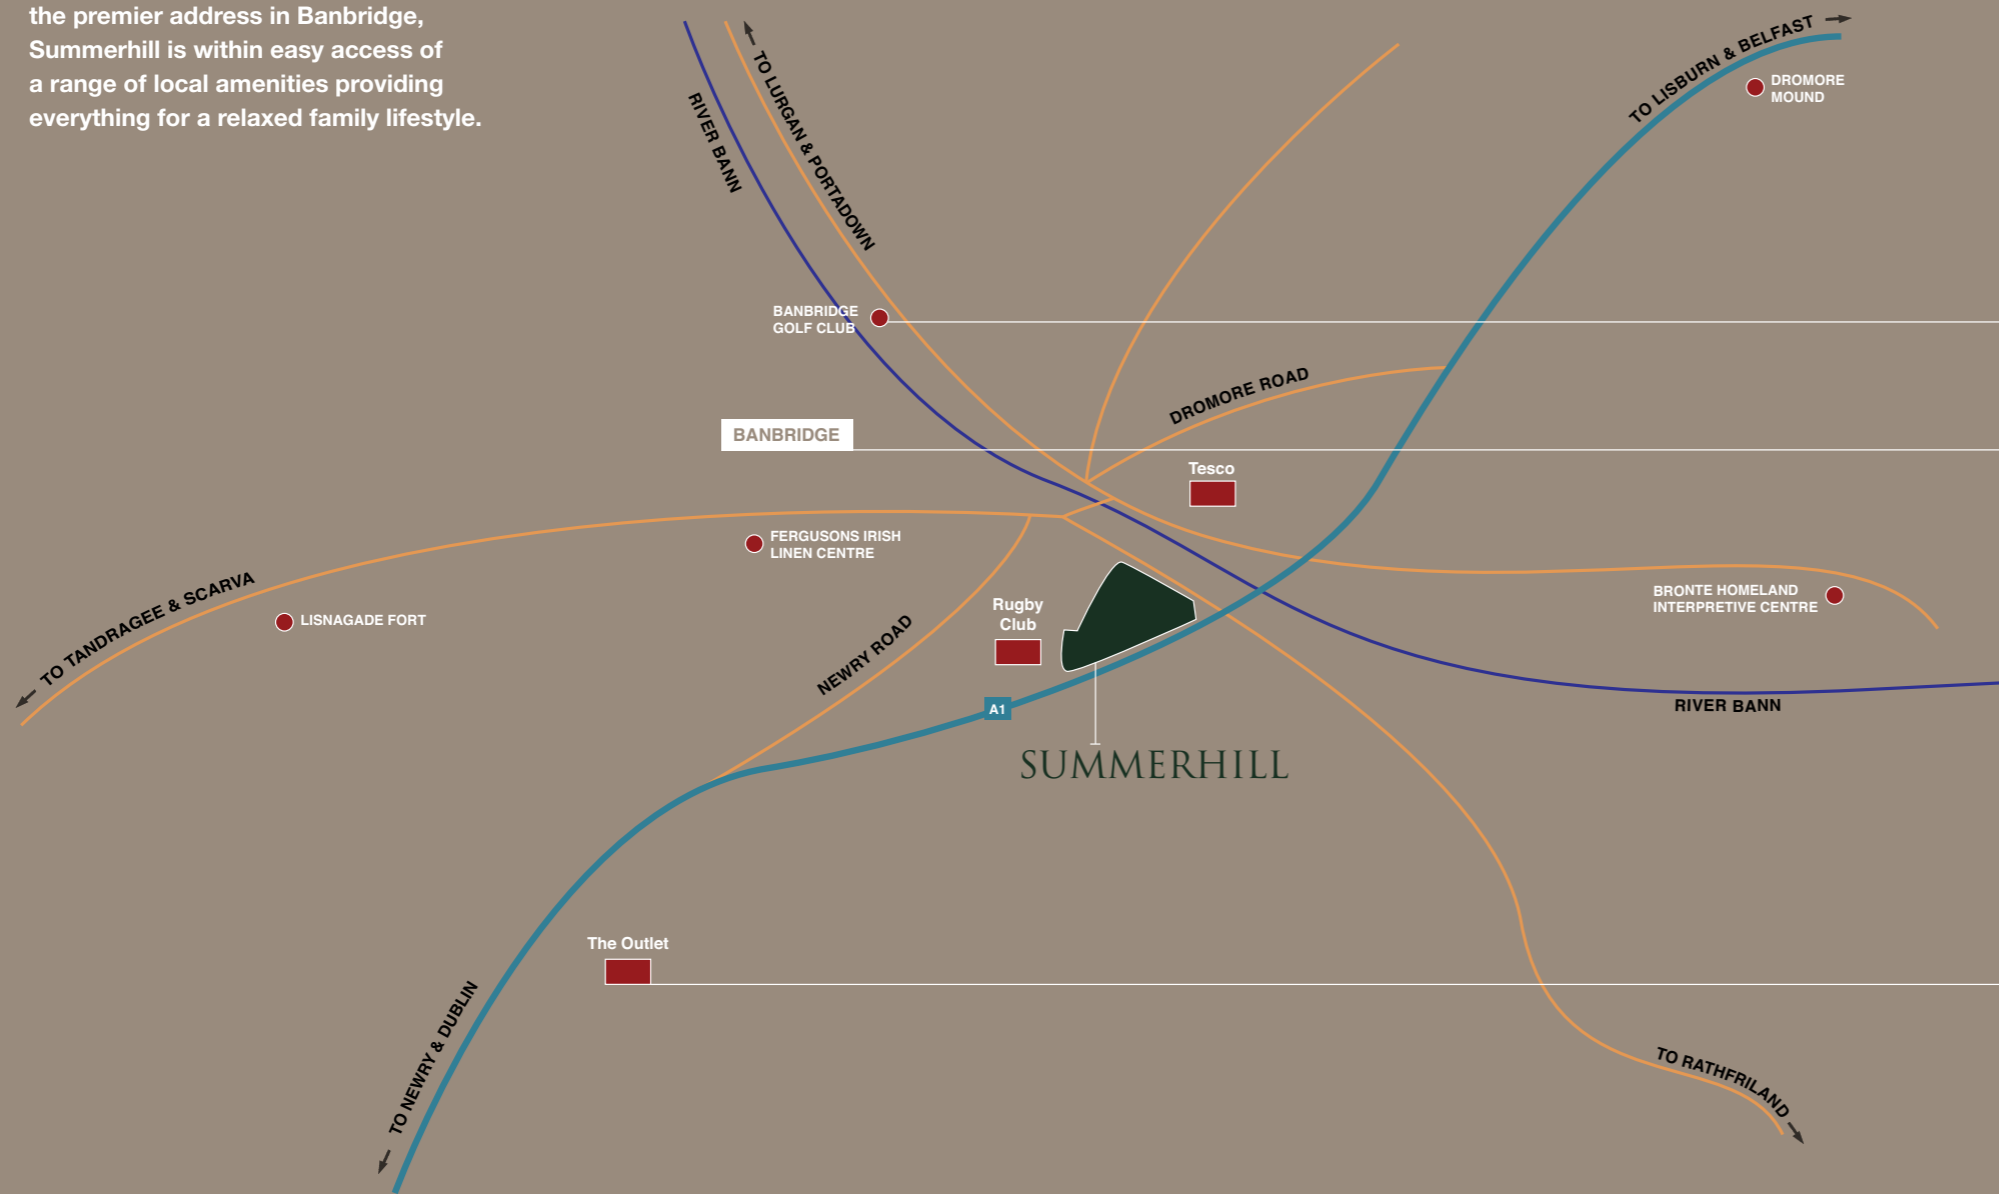 the premier address in Banbridge,
Summerhill is within easy access of
a range of local amenities providing
everything for a relaxed family lifestyle.
TO LISBURN & BELFAST
DROMORE
MOUND
TO LURGAN & PORTADOWN
RIVER BANN
BANBRIDGE
GOLF CLUB
DROMORE ROAD
BANBRIDGE
Tesco
FERGUSONS IRISH
LINEN CENTRE
TO TANDRAGEE & SCARVA
LISNAGADE FORT
Rugby
Club
BRONTE HOMELAND
INTERPRETIVE CENTRE
NEWRY ROAD
A1
RIVER BANN
SUMMERHILL
The Outlet
TO NEWRY & DUBLIN
TO RATHFRILAND